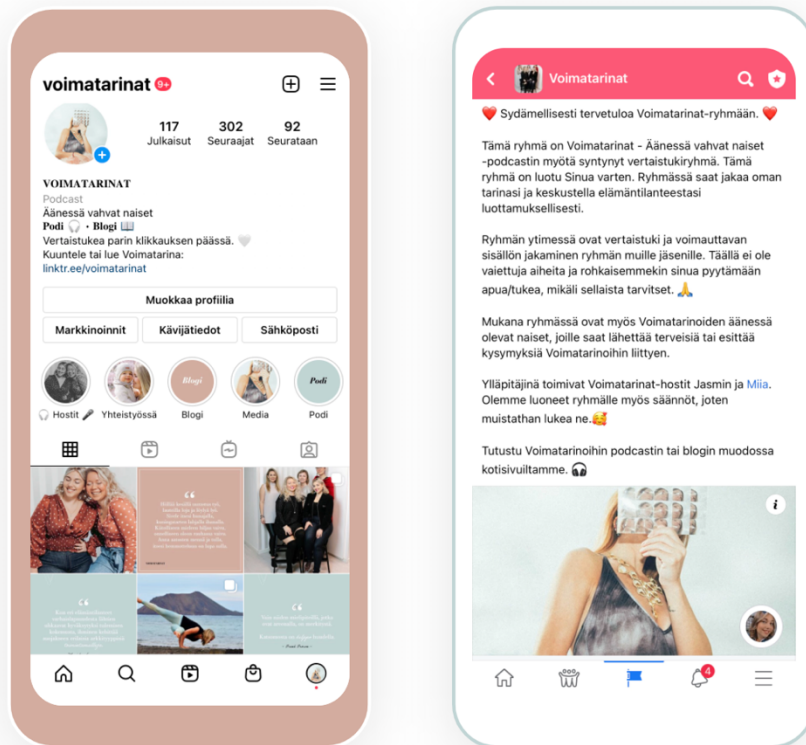 voimatarinat 9+
117 302 92
Julkaisut Seuraajat Seurataan
VOIMATARINAT
Podcast
Äänessä vahvat naiset
Podi 🎧 • Blogi 📖
Vertaistukea parin klikkauksen päässä. 🤍
Kuuntele tai lue Voimatarina:
linktr.ee/voimatarinat
Muokkaa profiilia
Markkinoinnit Kävijätiedot Sähköposti
Blogi Podi
🎧 Hostit 🎤 Yhteistyössä Blogi Media Podi
Voimatarinat
❤️ Sydämellisesti tervetuloa Voimatarinat-ryhmään. ❤️
Tämä ryhmä on Voimatarinat - Äänessä vahvat naiset
-podcastin myötä syntynyt vertaistukiryhmä. Tämä
ryhmä on luotu Sinua varten. Ryhmässä saat jakaa oman
tarinasi ja keskustella elämäntilanteestasi
luottamuksellisesti.
Ryhmän ytimessä ovat vertaistuki ja voimauttavan
sisällön jakaminen ryhmän muille jäsenille. Täällä ei ole
vaiettuja aiheita ja rohkaisemmekin sinua pyytämään
apua/tukea, mikäli sellaista tarvitset. 🙏
Mukana ryhmässä ovat myös Voimatarinoiden äänessä
olevat naiset, joille saat lähettää terveisiä tai esittää
kysymyksiä Voimatarinoihin liittyen.
Ylläpitäjinä toimivat Voimatarinat-hostit Jasmin ja Miia.
Olemme luoneet ryhmälle myös säännöt, joten
muistathan lukea ne.🥰
Tutustu Voimatarinoihin podcastin tai blogin muodossa
kotisivuiltamme. 🎧
i
4